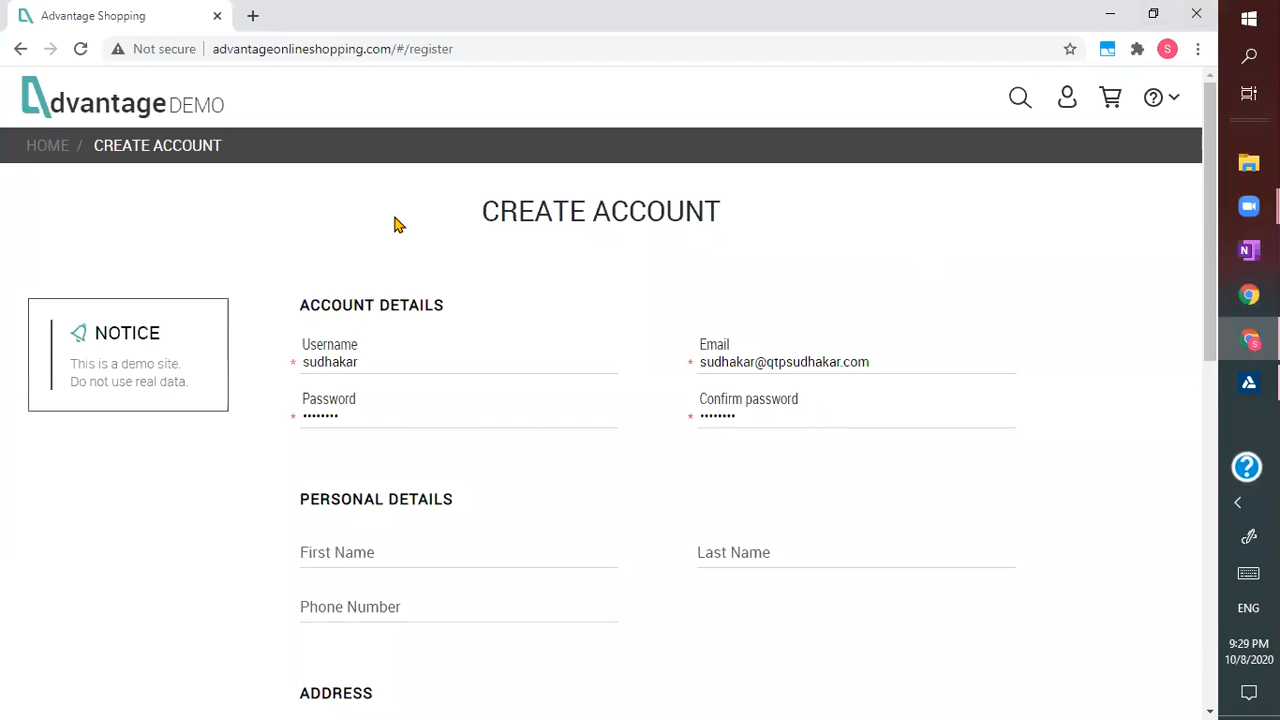 Advantage Shopping
Not secure
advantageonlineshopping.com/#/register
S
dvantage DEMO
HOME / CREATE ACCOUNT
CREATE ACCOUNT
NOTICE
This is a demo site.
Do not use real data.
ACCOUNT DETAILS
Username
* sudhakar
Email
* sudhakar@qtpsudhakar.com
Password
* ••••••••
Confirm password
* ••••••••
PERSONAL DETAILS
First Name
Last Name
Phone Number
ADDRESS
ENG
9:29 PM
10/8/2020